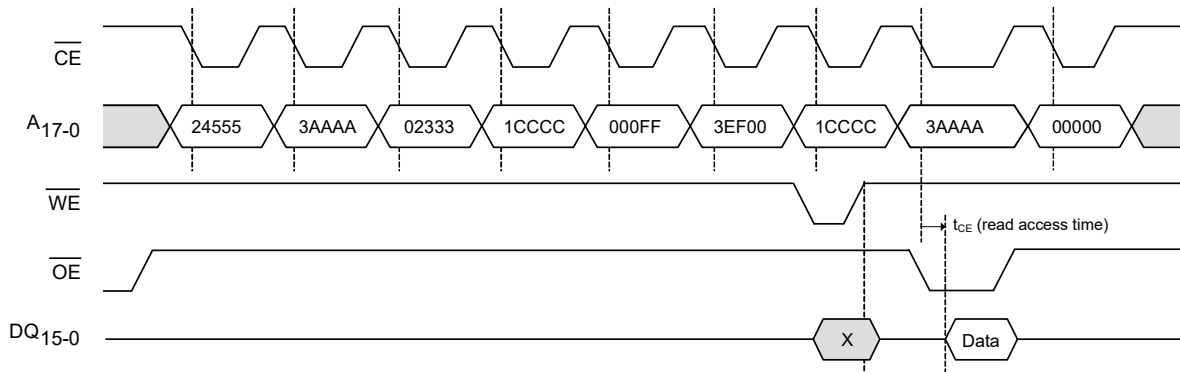 CE
A17-0 24555 3AAAA 02333 1CCCC 000FF 3EF00 1CCCC 3AAAA 00000
WE
tCE (read access time)
OE
DQ15-0 X Data